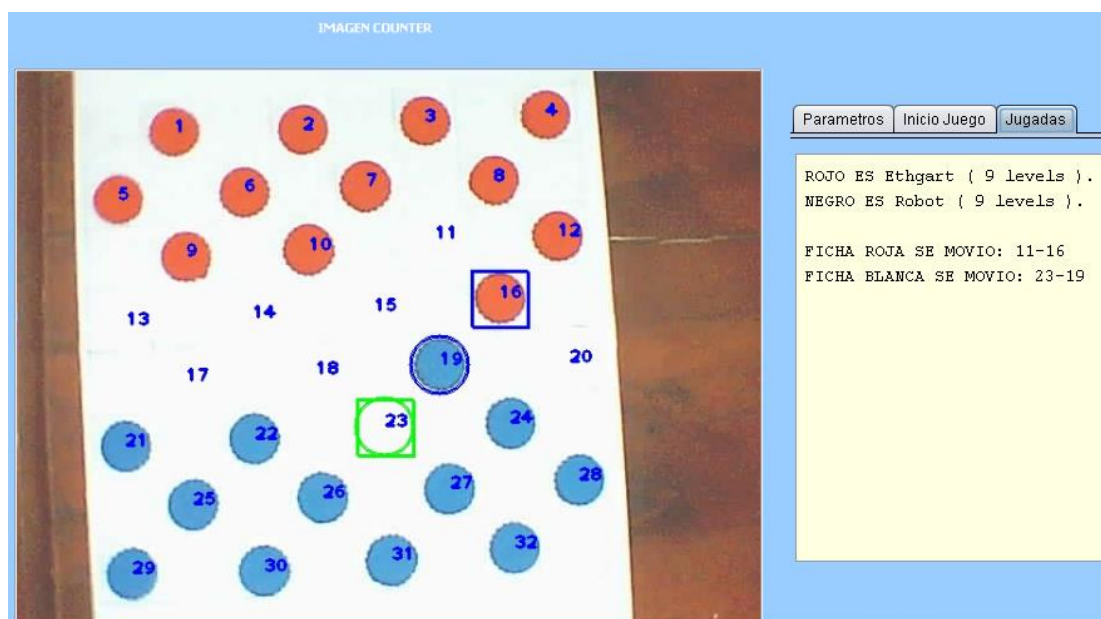 IMAGEN COUNTER
Parametros Inicio Juego Jugadas
ROJO ES Ethgart ( 9 levels ).
NEGRO ES Robot ( 9 levels ).
FICHA ROJA SE MOVIO: 11-16
FICHA BLANCA SE MOVIO: 23-19
1 2 3 4
5 6 7 8
9 10 11 12
13 14 15 16
17 18 19 20
21 22 23 24
25 26 27 28
29 30 31 32